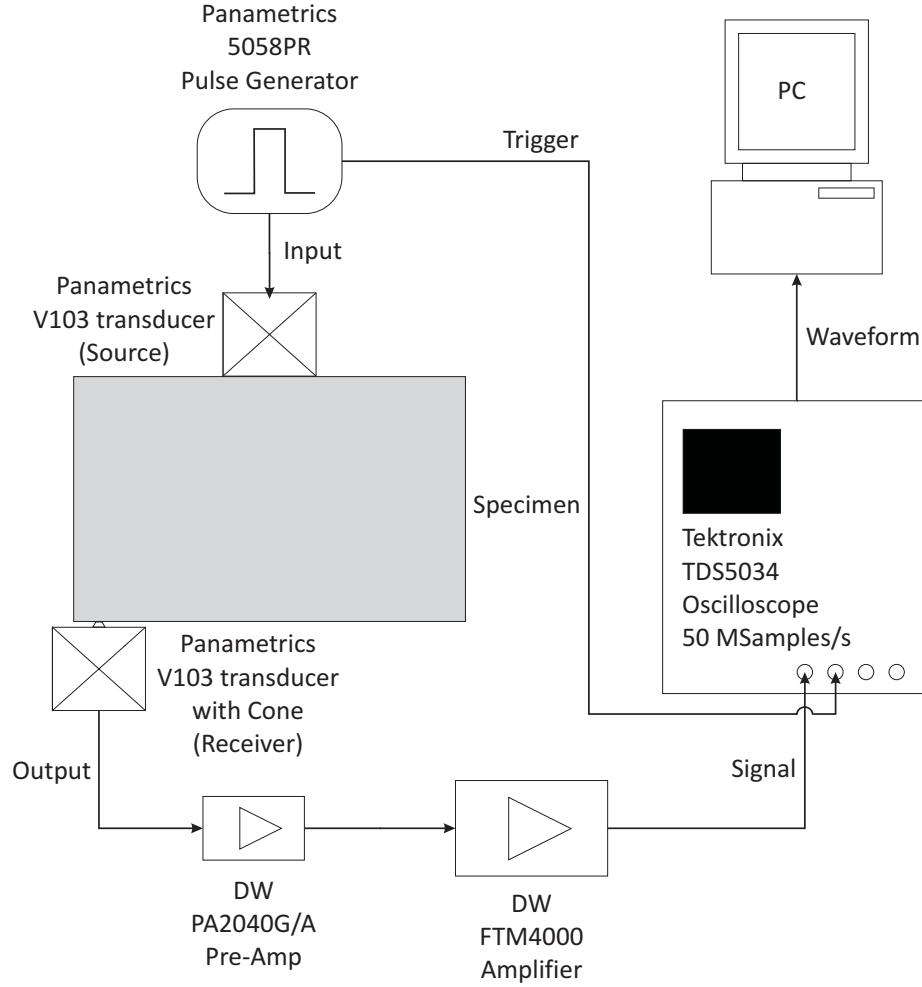 Panametrics
5058PR
Pulse Generator
Trigger
PC
Input
Panametrics
V103 transducer
(Source)
Waveform
Specimen
Tektronix
TDS5034
Oscilloscope
50 MSamples/s
Panametrics
V103 transducer
with Cone
(Receiver)
Output
Signal
DW
PA2040G/A
Pre-Amp
DW
FTM4000
Amplifier